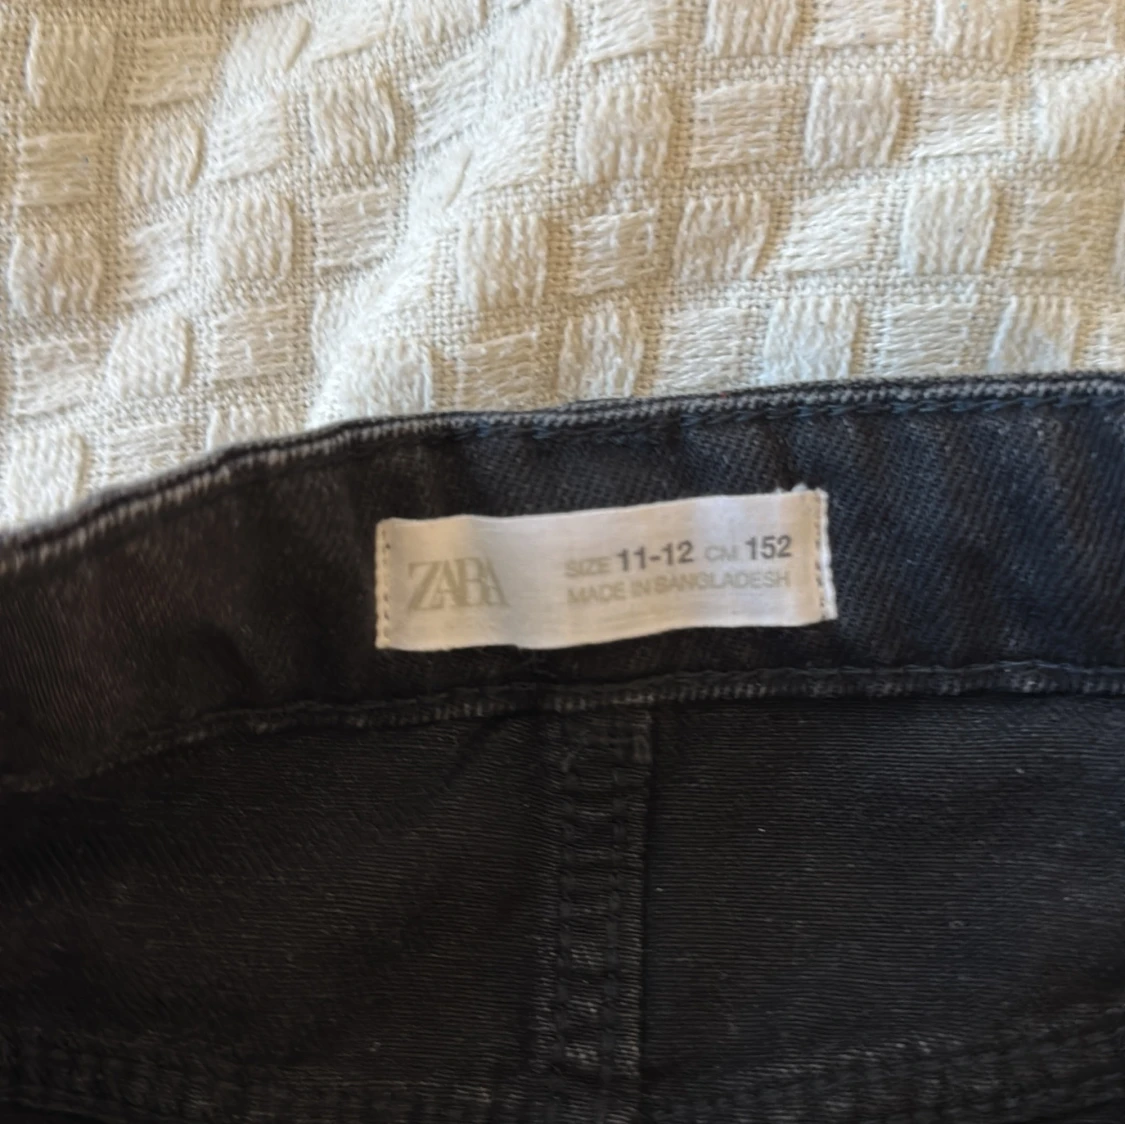 ZARA
SIZE 11-12 CM 152
MADE IN BANGLADESH